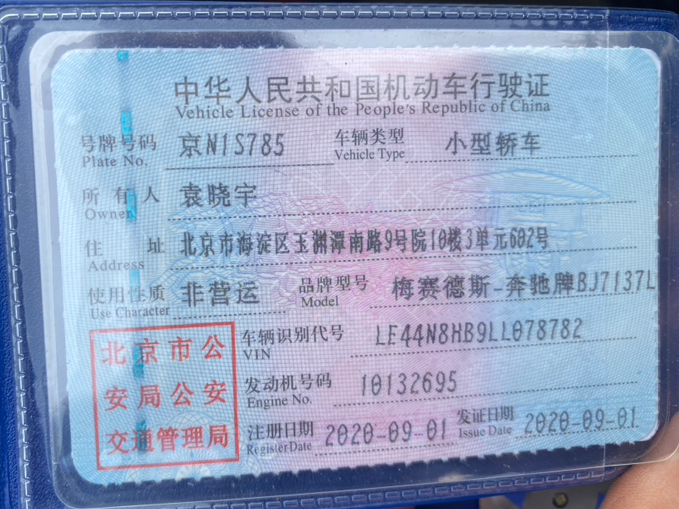 中华人民共和国机动车行驶证
Vehicle License of the People's Republic of China
号牌号码 京N1S785 车辆类型 小型轿车
Plate No. Vehicle Type
所有人 袁晓宇
Owner
住址 北京市海淀区玉渊潭南路9号院10楼3单元602号
Address
使用性质 非营运 品牌型号 梅赛德斯-奔驰牌BJ7137L
Use Character Model
北京市公
安局公安
交通管理局
车辆识别代号 LE44N8HB9LL078782
VIN
发动机号码 10132695
Engine No.
注册日期 2020-09-01 发证日期 2020-09-01
Register Date Issue Date